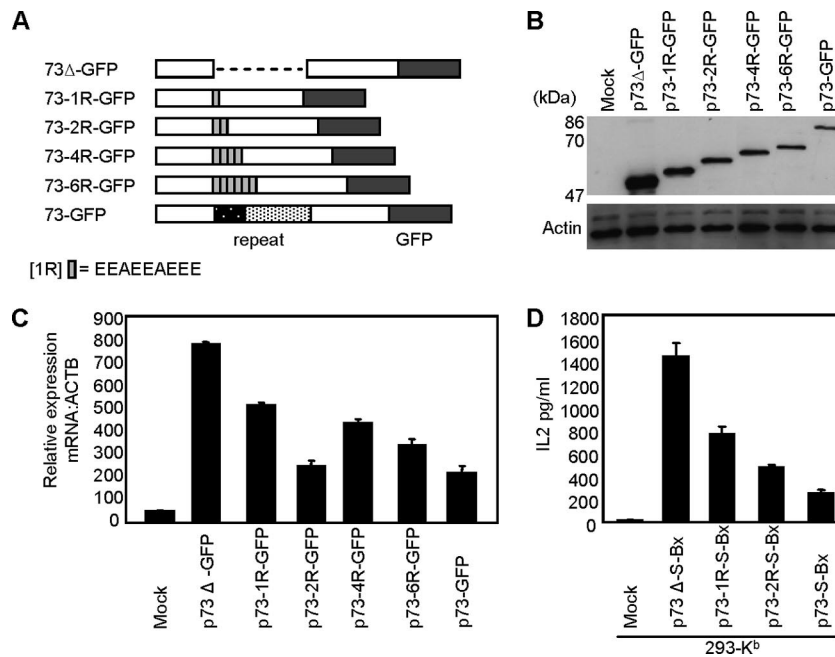 A
73Δ-GFP
73-1R-GFP
73-2R-GFP
73-4R-GFP
73-6R-GFP
73-GFP
repeat GFP
[1R] = EEAEEAEEE
B
Mock
p73Δ-GFP
p73-1R-GFP
p73-2R-GFP
p73-4R-GFP
p73-6R-GFP
p73-GFP
(kDa)
86
70
47
Actin
C
Relative expression
mRNA:ACTB
900
800
700
600
500
400
300
200
100
0
Mock
p73 Δ-GFP
p73-1R-GFP
p73-2R-GFP
p73-4R-GFP
p73-6R-GFP
p73-GFP
D
IL2 pg/ml
1800
1600
1400
1200
1000
800
600
400
200
0
Mock
p73 Δ-S-Bx
p73-1R-S-Bx
p73-2R-S-Bx
p73-S-Bx
293-Kᵇ